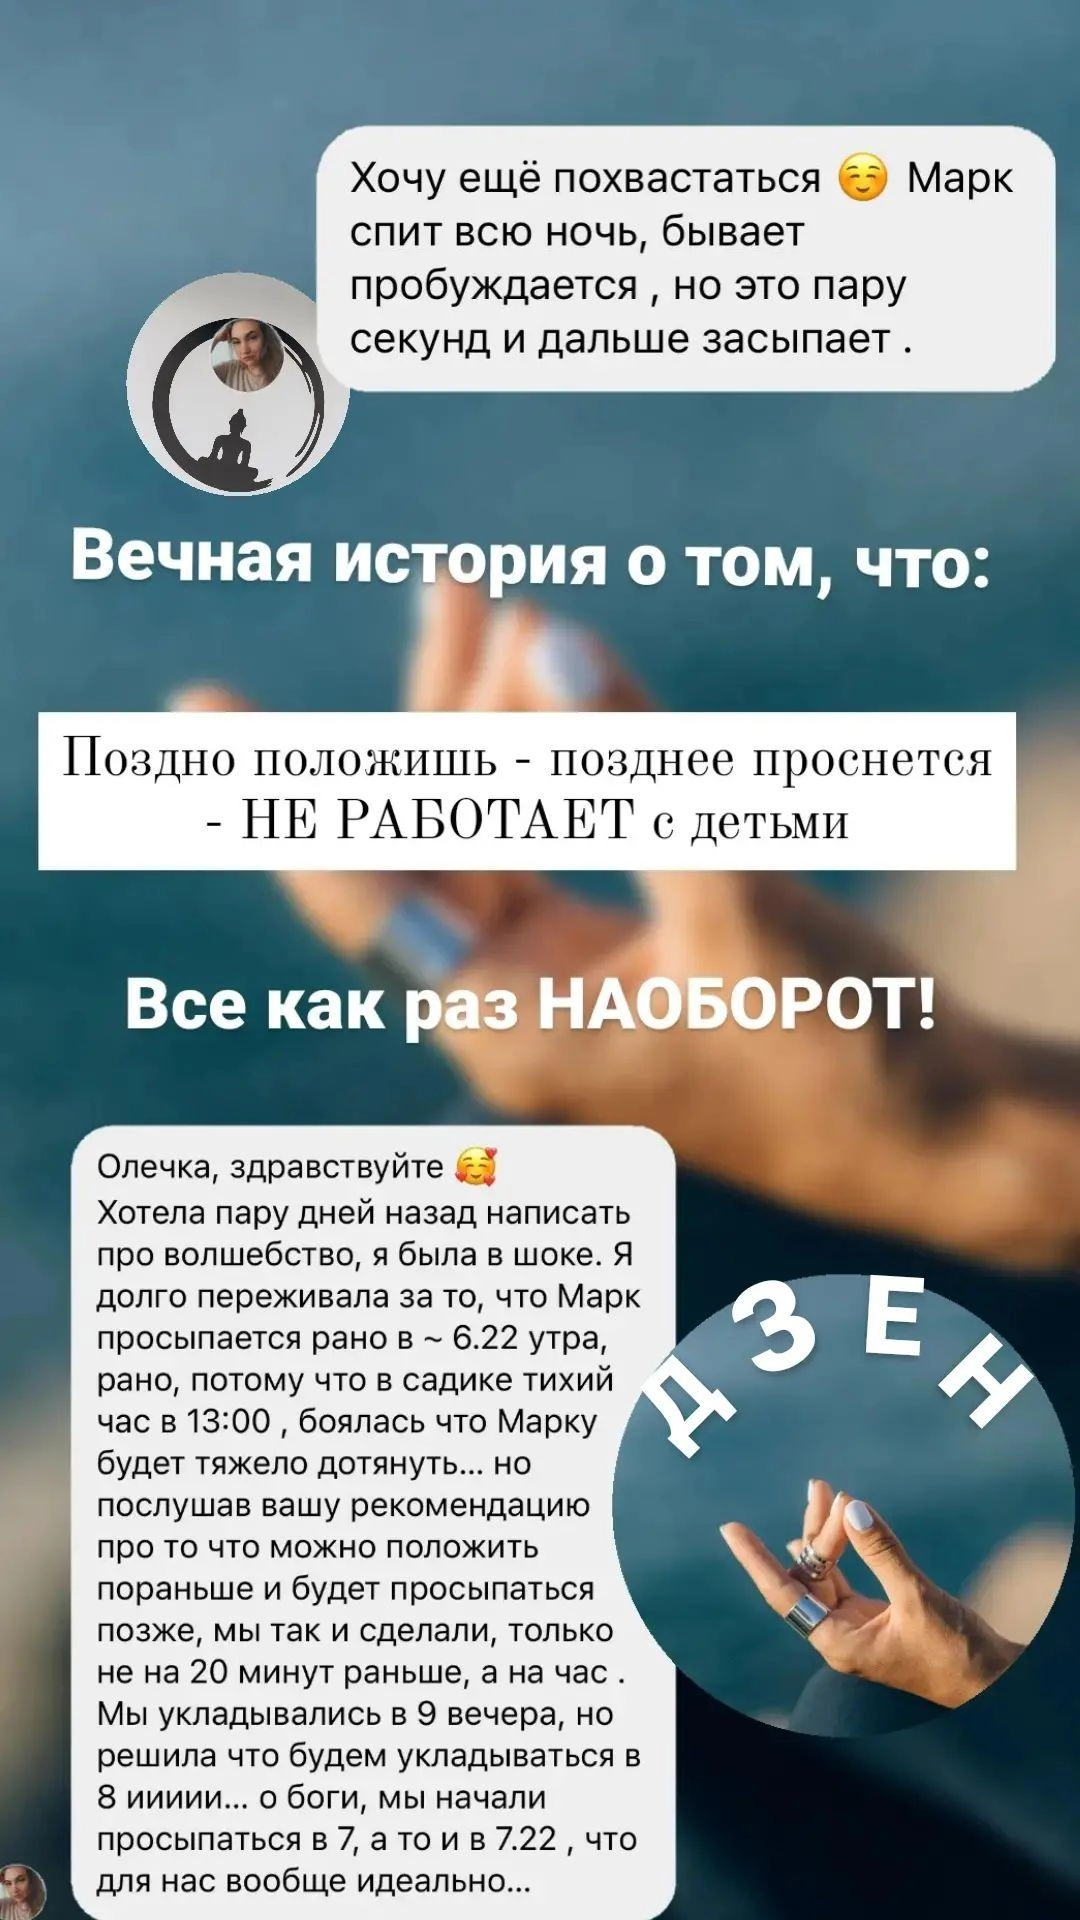 Хочу ещё похвастаться ☺️ Марк
спит всю ночь, бывает
пробуждается , но это пару
секунд и дальше засыпает .
Вечная история о том, что:
Поздно положишь - позднее проснется
- НЕ РАБОТАЕТ с детьми
Все как раз НАОБОРОТ!
Олечка, здравствуйте 🥰
Хотела пару дней назад написать
про волшебство, я была в шоке. Я
долго переживала за то, что Марк
просыпается рано в ~ 6.22 утра,
рано, потому что в садике тихий
час в 13:00 , боялась что Марку
будет тяжело дотянуть... но
послушав вашу рекомендацию
про то что можно положить
пораньше и будет просыпаться
позже, мы так и сделали, только
не на 20 минут раньше, а на час .
Мы укладывались в 9 вечера, но
решила что будем укладываться в
8 иииии... о боги, мы начали
просыпаться в 7, а то и в 7.22 , что
для нас вообще идеально...
ДЗЕН